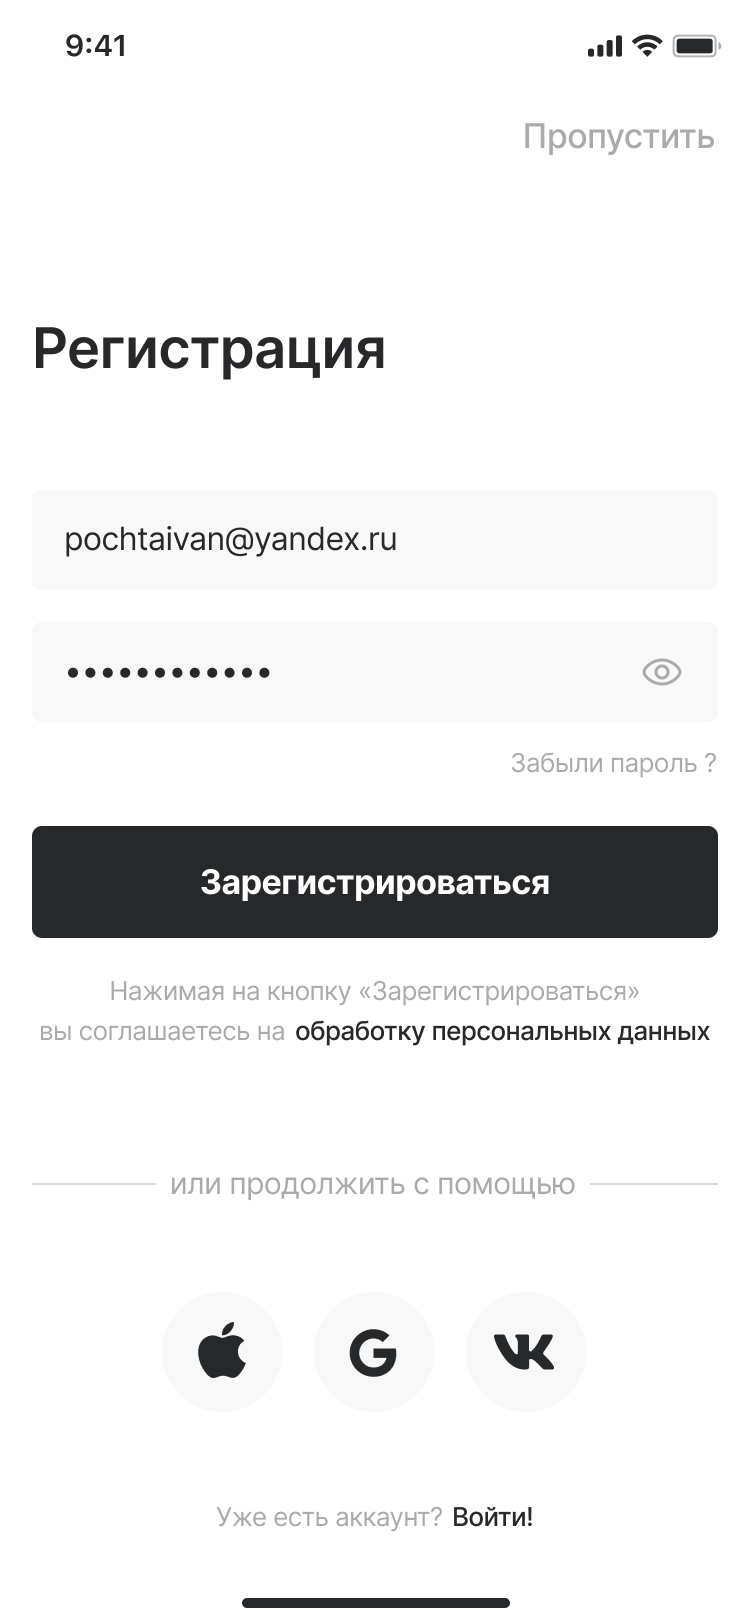 9:41
Пропустить
Регистрация
pochtaivan@yandex.ru
••••••••••••
Забыли пароль ?
Зарегистрироваться
Нажимая на кнопку «Зарегистрироваться»
вы соглашаетесь на обработку персональных данных
или продолжить с помощью
Уже есть аккаунт? Войти!